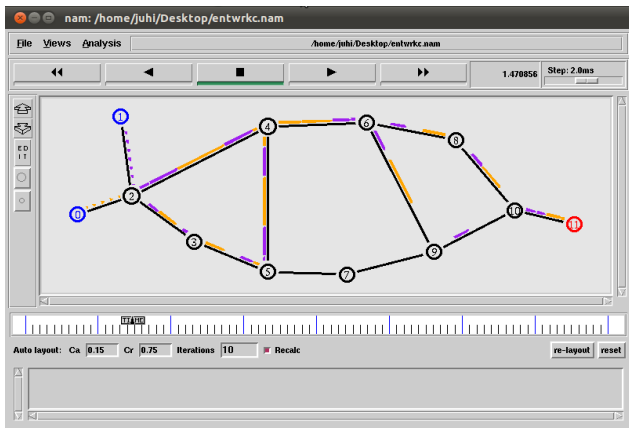 nam: /home/juhi/Desktop/entwrkc.nam
File Views Analysis /home/juhi/Desktop/entwrkc.nam
1.470856 Step: 2.0ms
E D
I T
1
4
6
8
2
0
3
5
7
9
10
11
TIME
Auto layout: Ca 0.15 Cr 0.75 Iterations 10 Recalc re-layout reset